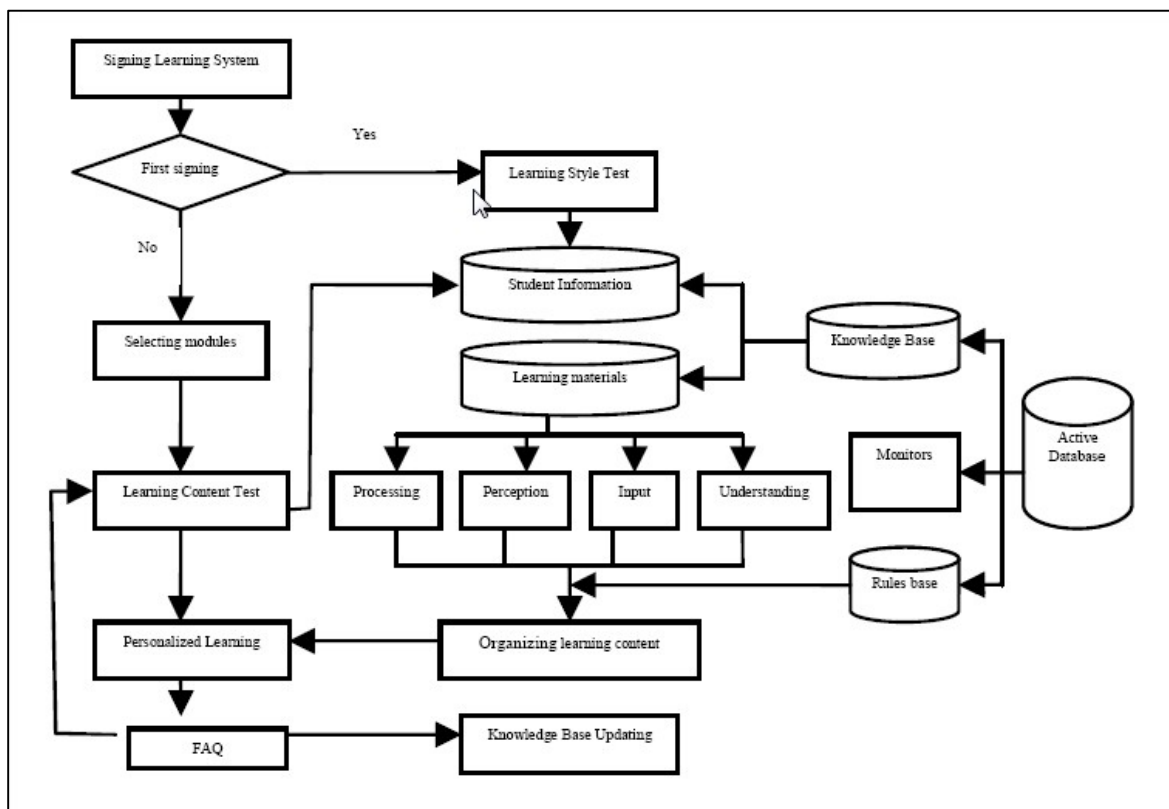 Signing Learning System
Yes
First signing
Learning Style Test
No
Student Information
Selecting modules
Knowledge Base
Learning materials
Active
Database
Monitors
Learning Content Test
Processing
Perception
Input
Understanding
Rules base
Personalized Learning
Organizing learning content
FAQ
Knowledge Base Updating